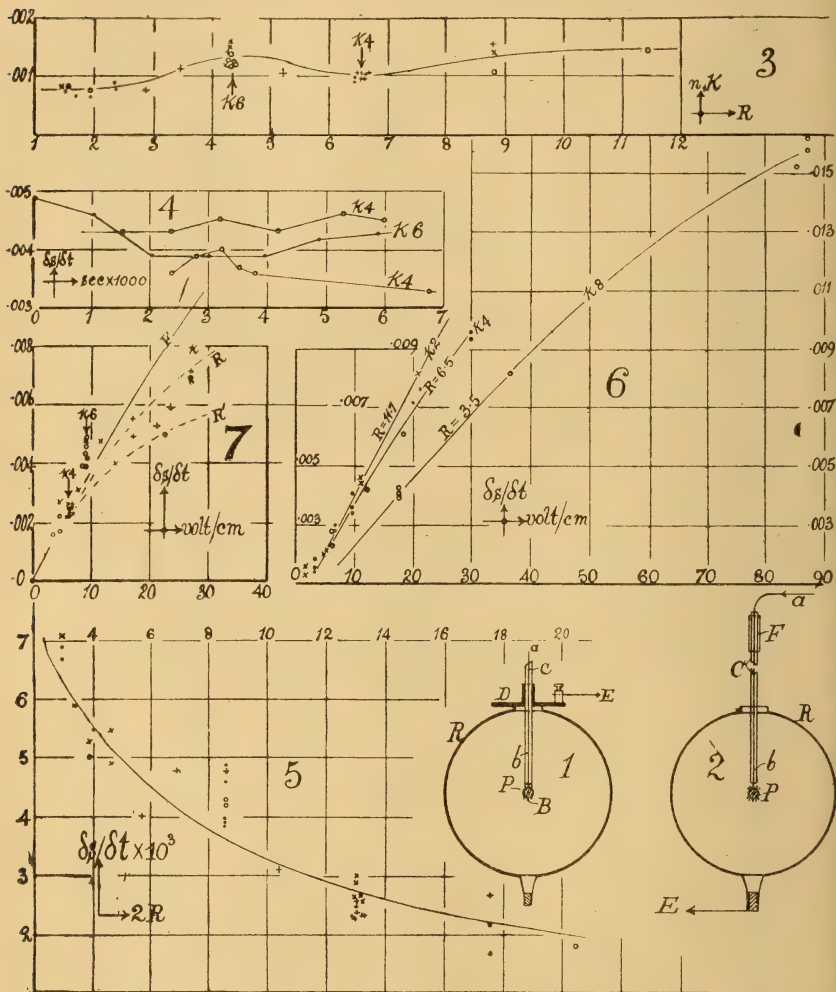 .002
.001
K4
K6
3
n,K
R
1 2 3 4 5 6 7 8 9 10 11 12
.005
.004
.003
4
K4
K6
K4
δs/δt
sec×1000
0 1 2 3 4 5 6 7
.015
.013
.011
.009
.007
.005
.003
K8
K4
K2
R=11.7
R=6.5
R=3.5
6
.009
.007
.005
.003
δs/δt
volt/cm
0 10 20 30 40 50 60 70 80 90
.008
.006
.004
.002
.0
F
R
R
K6
K4
7
δs/δt
volt/cm
0 10 20 30 40
7
6
5
4
3
2
4 6 8 10 12 14 16 18 20
5
δs/δt×10³
2R
a
c
D
E
R
b
1
P
B
a
F
C
R
2
b
P
E